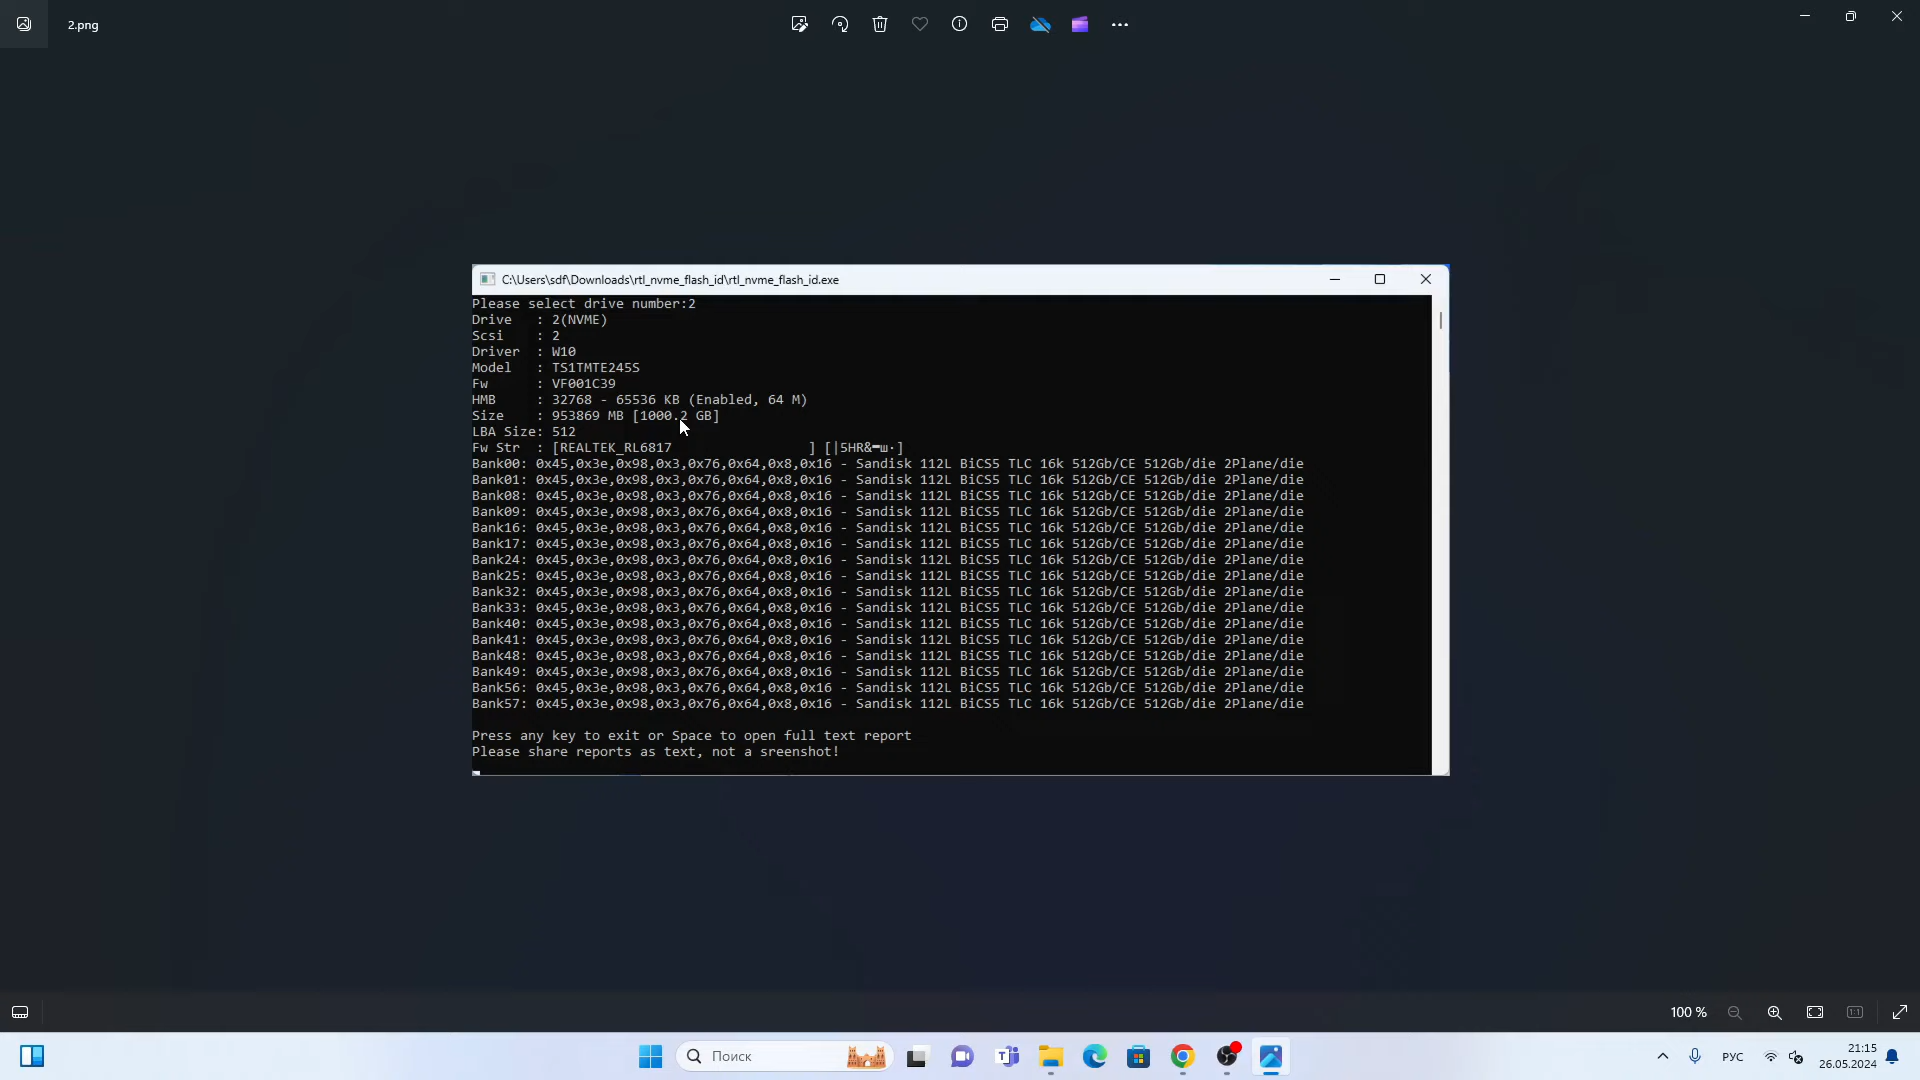 2.png
C:\Users\sdf\Downloads\rtl_nvme_flash_id\rtl_nvme_flash_id.exe
Please select drive number:2
Drive   : 2(NVME)
Scsi    : 2
Driver  : W10
Model   : TS1TMTE245S
Fw      : VF001C39
HMB     : 32768 - 65536 KB (Enabled, 64 M)
Size    : 953869 MB [1000.2 GB]
LBA Size: 512
Fw Str  : [REALTEK_RL6817                 ] [|5HR&━ш·]
Bank00: 0x45,0x3e,0x98,0x3,0x76,0x64,0x8,0x16 - Sandisk 112L BiCS5 TLC 16k 512Gb/CE 512Gb/die 2Plane/die
Bank01: 0x45,0x3e,0x98,0x3,0x76,0x64,0x8,0x16 - Sandisk 112L BiCS5 TLC 16k 512Gb/CE 512Gb/die 2Plane/die
Bank08: 0x45,0x3e,0x98,0x3,0x76,0x64,0x8,0x16 - Sandisk 112L BiCS5 TLC 16k 512Gb/CE 512Gb/die 2Plane/die
Bank09: 0x45,0x3e,0x98,0x3,0x76,0x64,0x8,0x16 - Sandisk 112L BiCS5 TLC 16k 512Gb/CE 512Gb/die 2Plane/die
Bank16: 0x45,0x3e,0x98,0x3,0x76,0x64,0x8,0x16 - Sandisk 112L BiCS5 TLC 16k 512Gb/CE 512Gb/die 2Plane/die
Bank17: 0x45,0x3e,0x98,0x3,0x76,0x64,0x8,0x16 - Sandisk 112L BiCS5 TLC 16k 512Gb/CE 512Gb/die 2Plane/die
Bank24: 0x45,0x3e,0x98,0x3,0x76,0x64,0x8,0x16 - Sandisk 112L BiCS5 TLC 16k 512Gb/CE 512Gb/die 2Plane/die
Bank25: 0x45,0x3e,0x98,0x3,0x76,0x64,0x8,0x16 - Sandisk 112L BiCS5 TLC 16k 512Gb/CE 512Gb/die 2Plane/die
Bank32: 0x45,0x3e,0x98,0x3,0x76,0x64,0x8,0x16 - Sandisk 112L BiCS5 TLC 16k 512Gb/CE 512Gb/die 2Plane/die
Bank33: 0x45,0x3e,0x98,0x3,0x76,0x64,0x8,0x16 - Sandisk 112L BiCS5 TLC 16k 512Gb/CE 512Gb/die 2Plane/die
Bank40: 0x45,0x3e,0x98,0x3,0x76,0x64,0x8,0x16 - Sandisk 112L BiCS5 TLC 16k 512Gb/CE 512Gb/die 2Plane/die
Bank41: 0x45,0x3e,0x98,0x3,0x76,0x64,0x8,0x16 - Sandisk 112L BiCS5 TLC 16k 512Gb/CE 512Gb/die 2Plane/die
Bank48: 0x45,0x3e,0x98,0x3,0x76,0x64,0x8,0x16 - Sandisk 112L BiCS5 TLC 16k 512Gb/CE 512Gb/die 2Plane/die
Bank49: 0x45,0x3e,0x98,0x3,0x76,0x64,0x8,0x16 - Sandisk 112L BiCS5 TLC 16k 512Gb/CE 512Gb/die 2Plane/die
Bank56: 0x45,0x3e,0x98,0x3,0x76,0x64,0x8,0x16 - Sandisk 112L BiCS5 TLC 16k 512Gb/CE 512Gb/die 2Plane/die
Bank57: 0x45,0x3e,0x98,0x3,0x76,0x64,0x8,0x16 - Sandisk 112L BiCS5 TLC 16k 512Gb/CE 512Gb/die 2Plane/die
Press any key to exit or Space to open full text report
Please share reports as text, not a sreenshot!
100 %
Поиск
РУС
21:15
26.05.2024